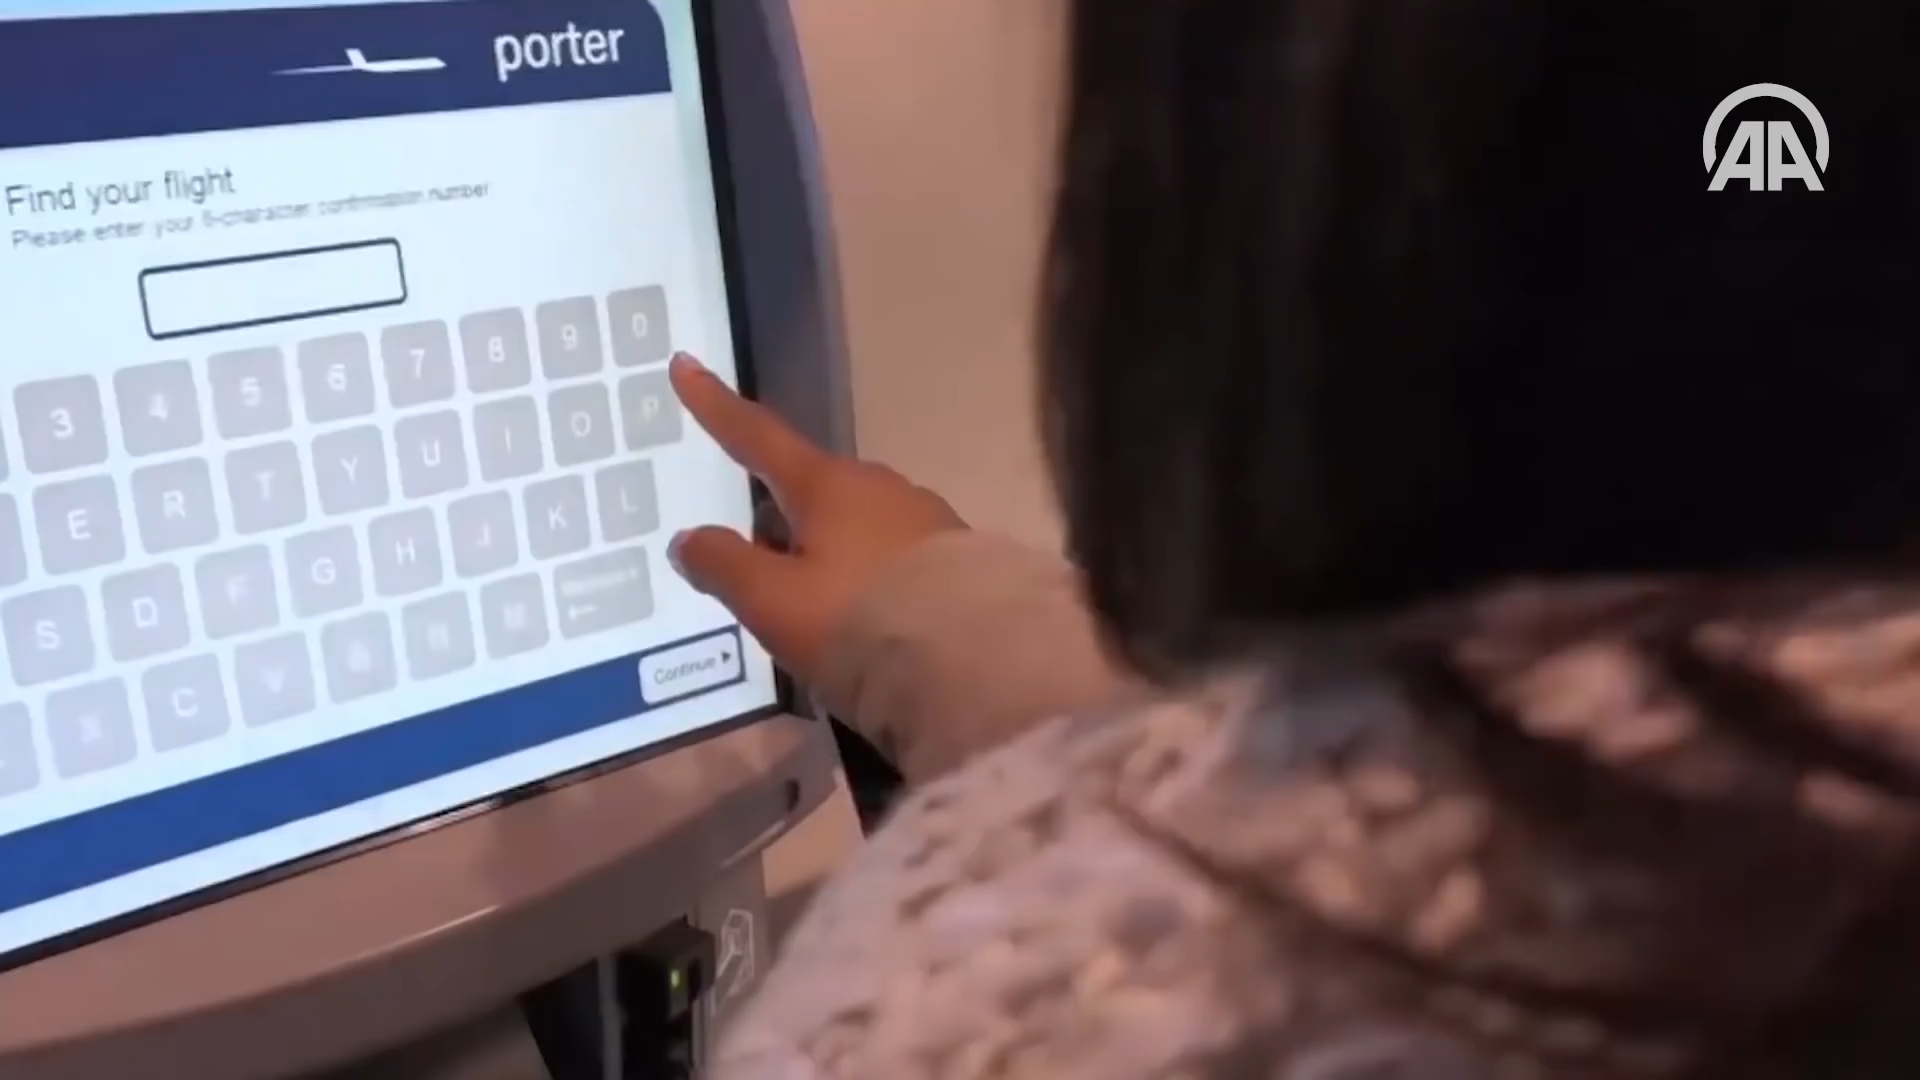 porter
AA
Find your flight
Please enter your 6-character confirmation number
3 4 5 6 7 8 9 0
E R T Y U I O P
S D F G H J K L
X C V B N M
Continue